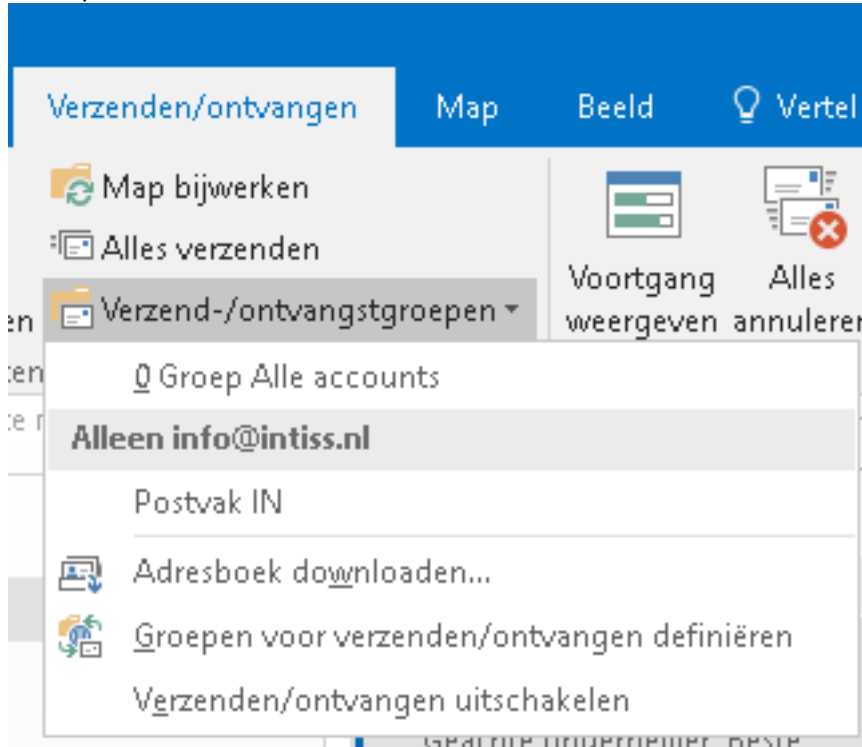 Verzenden/ontvangen Map Beeld Vertel
Map bijwerken
Alles verzenden
Verzend-/ontvangstgroepen
Voortgang weergeven
Alles annuleren
0 Groep Alle accounts
Alleen info@intiss.nl
Postvak IN
Adresboek downloaden...
Groepen voor verzenden/ontvangen definiëren
Verzenden/ontvangen uitschakelen